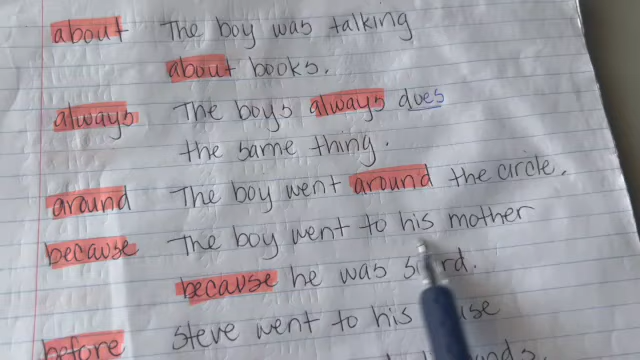 about The boy was talking
about books.
always The boys always does
the same thing.
around The boy went around the circle.
because The boy went to his mother
because he was
before Steve went to his